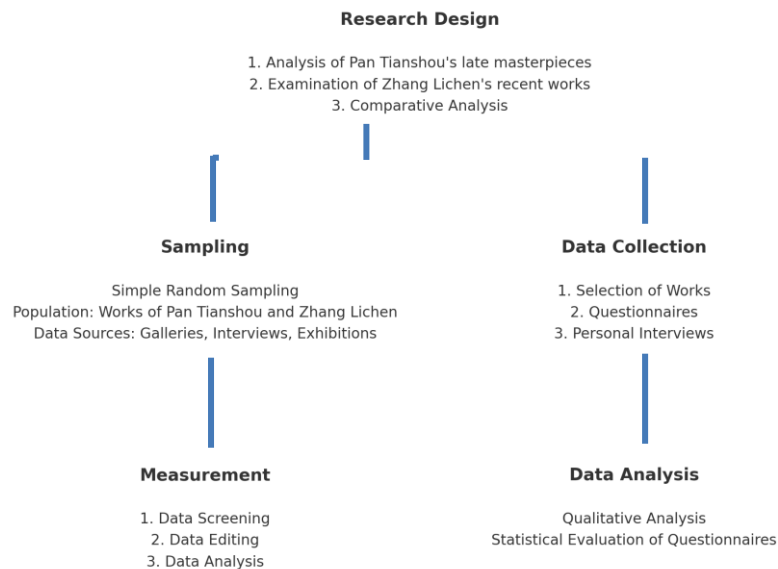 Research Design
1. Analysis of Pan Tianshou's late masterpieces
2. Examination of Zhang Lichen's recent works
3. Comparative Analysis
Sampling
Simple Random Sampling
Population: Works of Pan Tianshou and Zhang Lichen
Data Sources: Galleries, Interviews, Exhibitions
Data Collection
1. Selection of Works
2. Questionnaires
3. Personal Interviews
Measurement
1. Data Screening
2. Data Editing
3. Data Analysis
Data Analysis
Qualitative Analysis
Statistical Evaluation of Questionnaires